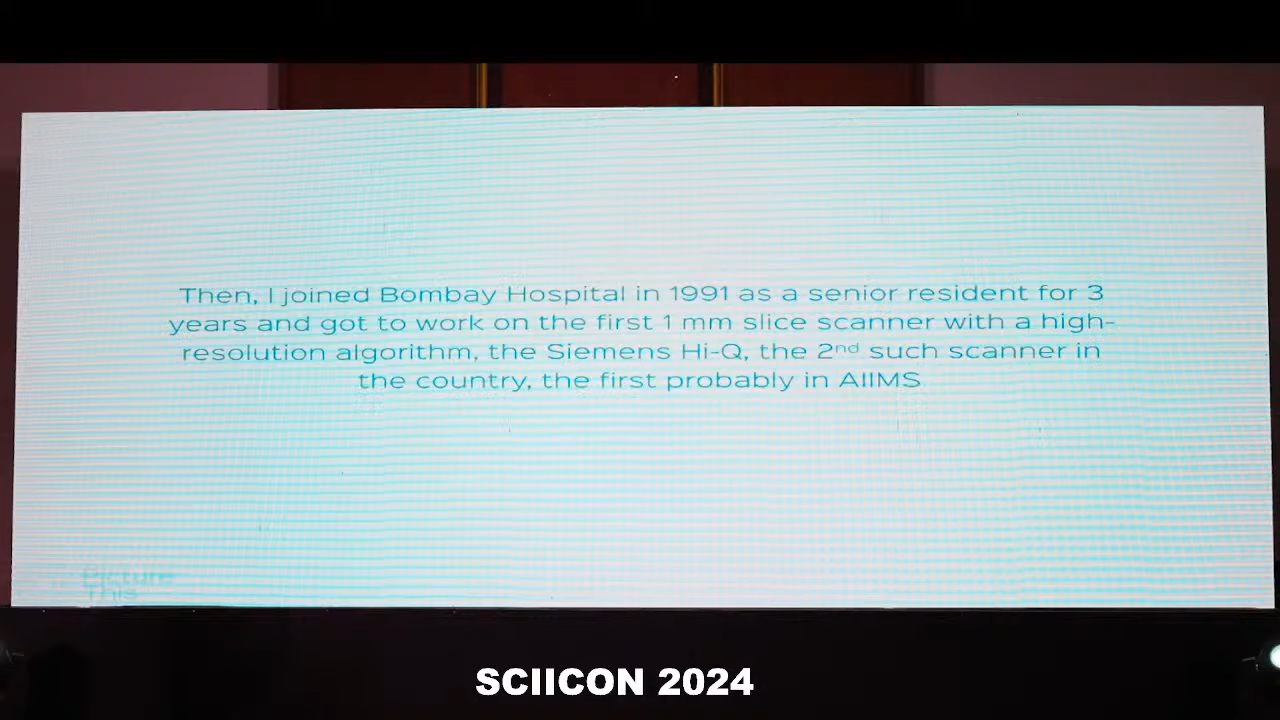 Then, I joined Bombay Hospital in 1991 as a senior resident for 3
years and got to work on the first 1 mm slice scanner with a high-
resolution algorithm, the Siemens Hi-Q, the 2nd such scanner in
the country, the first probably in AIIMS
Picture
This
SCIICON 2024